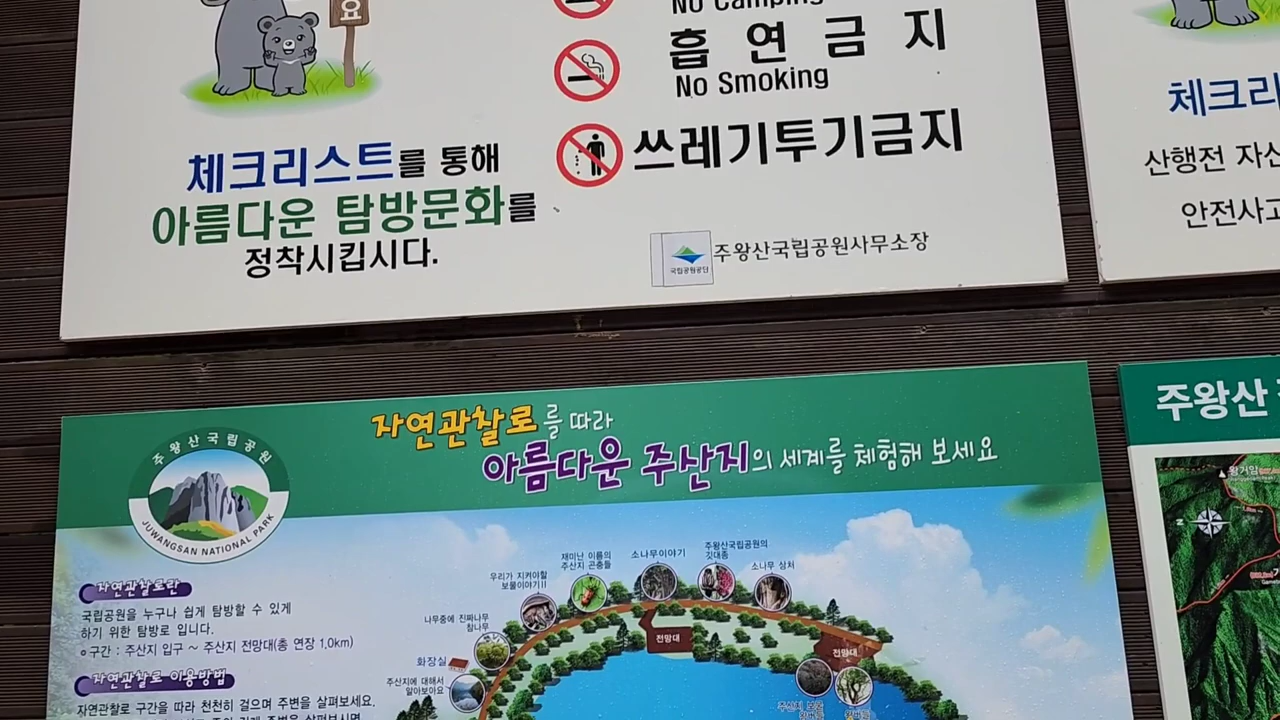 요
No Camping
흡연금지
No Smoking
쓰레기투기금지
체크리스트를 통해
아름다운 탐방문화를
정착시킵시다.
국립공원공단
주왕산국립공원사무소장
체크리
산행전 자신
안전사고
자연관찰로를 따라
아름다운 주산지의 세계를 체험해 보세요
주왕산국립공원
JUWANGSAN NATIONAL PARK
자연관찰로란
국립공원을 누구나 쉽게 탐방할 수 있게
하기 위한 탐방로 입니다.
구간 : 주산지 입구 ~ 주산지 전망대(총 연장 1.0km)
자연관찰로 이용방법
자연관찰로 구간을 따라 천천히 걸으며 주변을 살펴보세요.
주산지에 대해서
알아보아요
화장실
나무중에 진짜나무
참나무
우리가 지켜야할
보물이야기!!
재미난 이름의
주산지 곤충들
소나무이야기
주왕산국립공원의
깃대종
소나무 상처
전망대
전망대
주왕산
왕거암